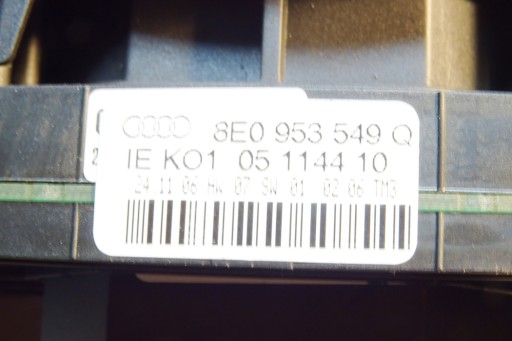 8E0 953 549 Q
IE KO1 05 1144 10
24 11 06 HW 07 SW 01 02 06 TM3